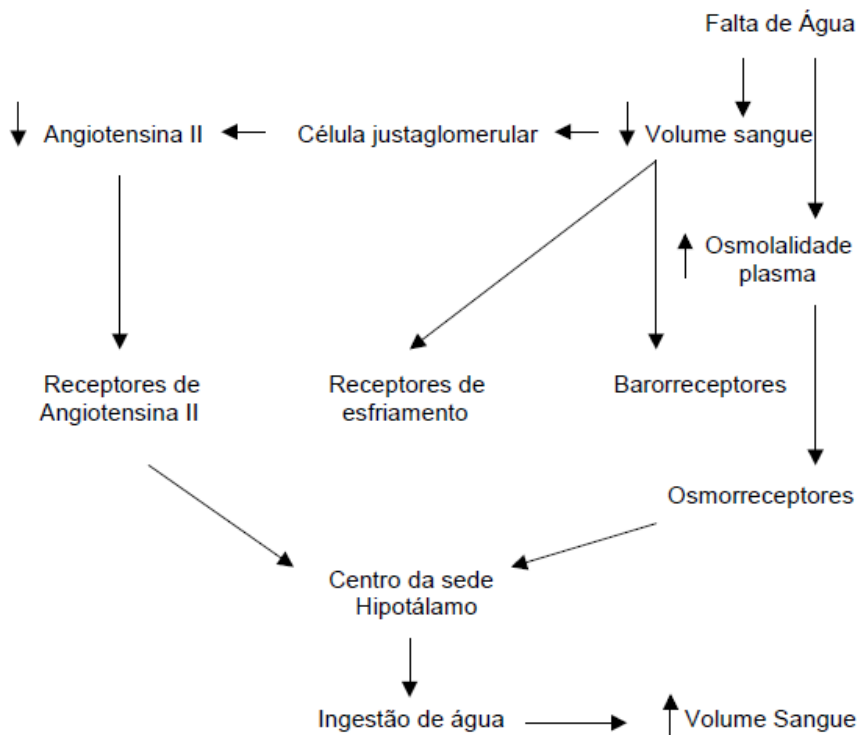 Falta de Água
Angiotensina II
Célula justaglomerular
Volume sangue
Osmolalidade
plasma
Receptores de
Angiotensina II
Receptores de
esfriamento
Barorreceptores
Osmorreceptores
Centro da sede
Hipotálamo
Ingestão de água
Volume Sangue